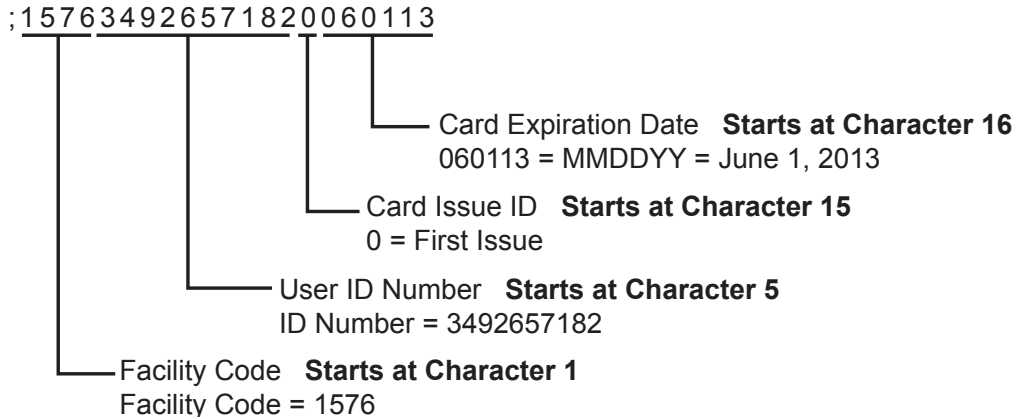 ;157634926571820060113
Card Expiration Date Starts at Character 16
060113 = MMDDYY = June 1, 2013
Card Issue ID Starts at Character 15
0 = First Issue
User ID Number Starts at Character 5
ID Number = 3492657182
Facility Code Starts at Character 1
Facility Code = 1576